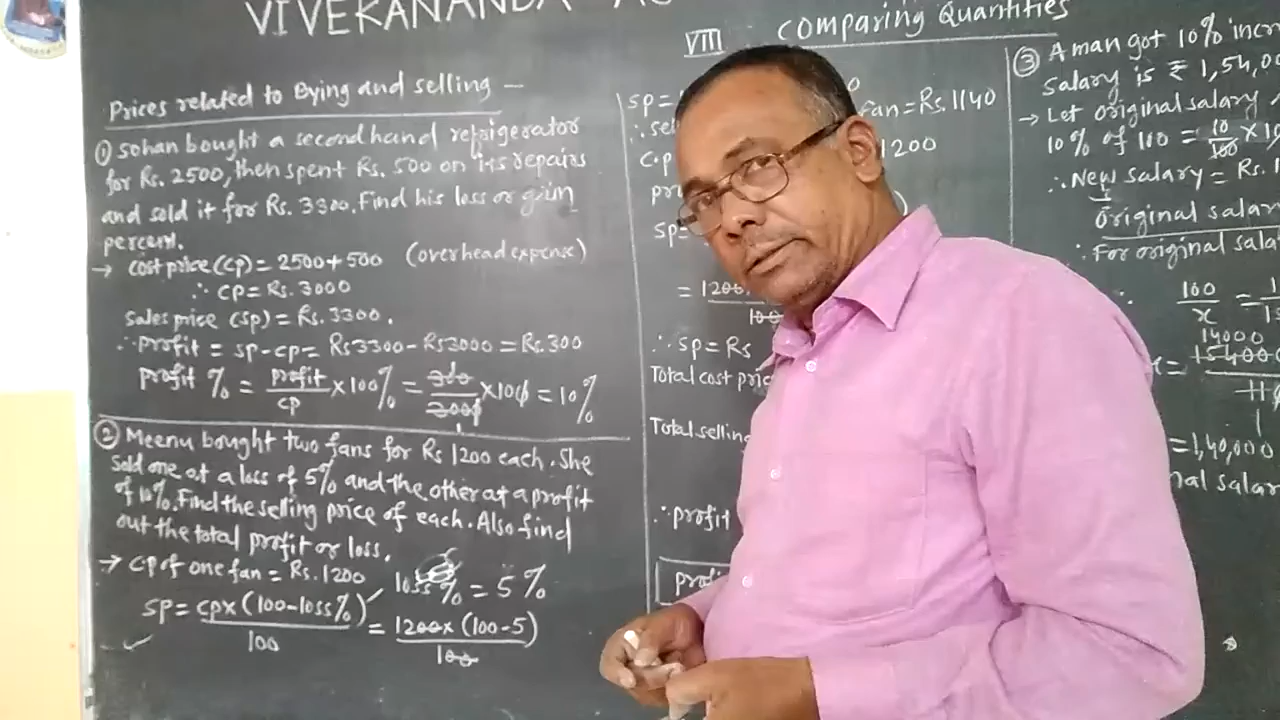 VIVEKANANDA
VIII Comparing Quantities
Prices related to Bying and selling —
① Sohan bought a second hand refrigerator
for Rs. 2500, then spent Rs. 500 on its repairs
and sold it for Rs. 3300. Find his loss or gain
percent.
→ cost price (CP) = 2500 + 500 (overhead expense)
∴ CP = Rs. 3000
Sales price (SP) = Rs. 3300.
∴ Profit = SP - CP = Rs 3300 - Rs 3000 = Rs. 300
Profit % = profit/CP × 100% = 300/3000 × 100 = 10%
② Meenu bought two fans for Rs 1200 each. She
sold one at a loss of 5% and the other at a profit
of 10%. Find the selling price of each. Also find
out the total profit or loss.
→ CP of one fan = Rs. 1200 loss % = 5%
SP = CP × (100 - loss%)/100 = 1200 × (100 - 5)/100
SP =
fan = Rs. 1140
C.P 1200
SP =
= 1200
100
∴ SP = Rs
Total cost
Total selling
∴ profit
③ A man got 10%
Salary is ₹ 1,54,00
→ Let original salary
10% of 100 = 10/100 ×
∴ New salary = Rs.
original
∴ For original
100/x =
14000
15400
= 1,40,000